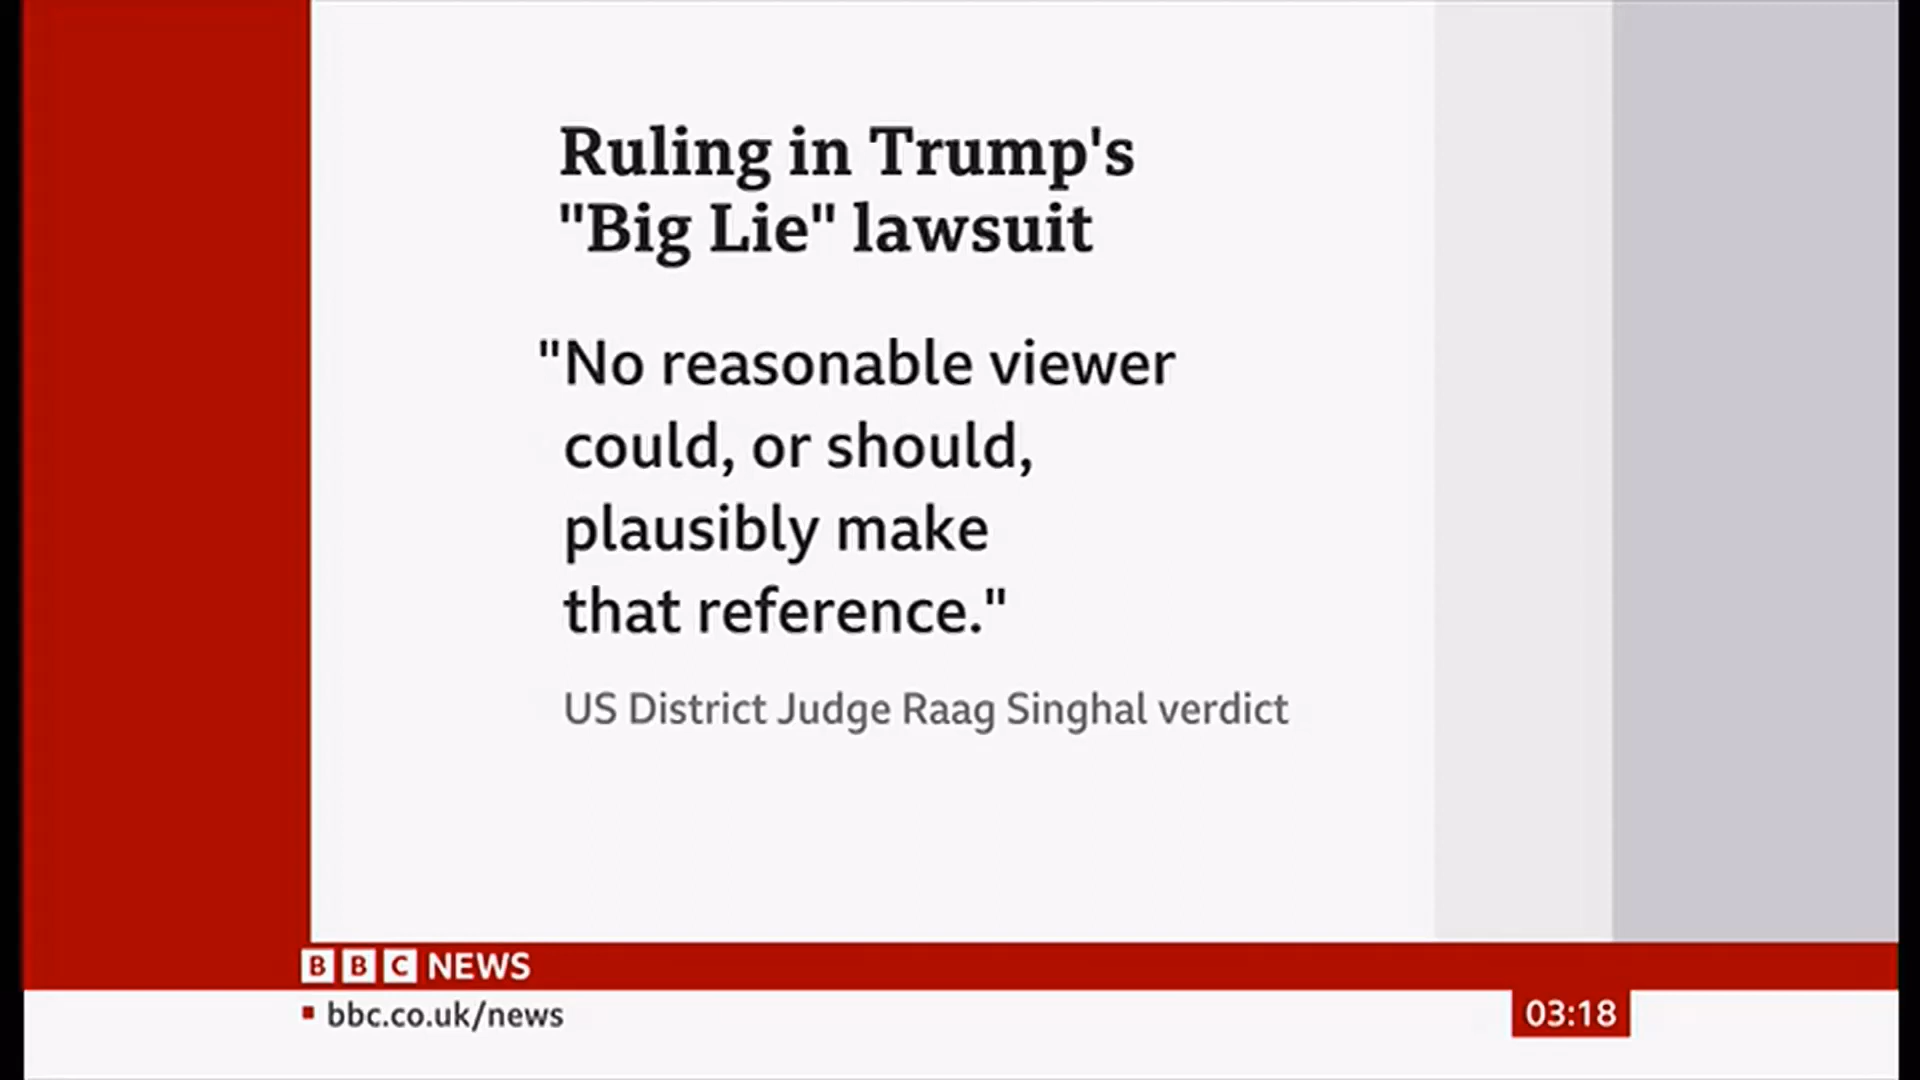 Ruling in Trump's
"Big Lie" lawsuit
"No reasonable viewer
could, or should,
plausibly make
that reference."
US District Judge Raag Singhal verdict
BBC NEWS
bbc.co.uk/news
03:18